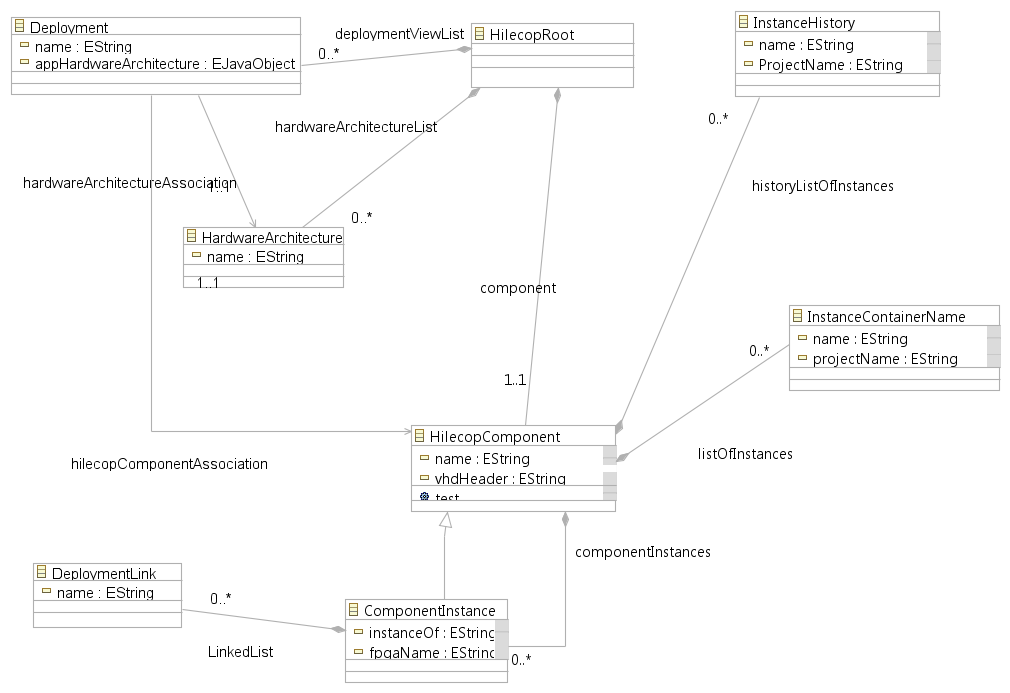 Deployment
name : EString
appHardwareArchitecture : EJavaObject
deploymentViewList
0..*
HilecopRoot
InstanceHistory
name : EString
ProjectName : EString
hardwareArchitectureList
0..*
historyListOfInstances
hardwareArchitectureAssociation
1..1
0..*
HardwareArchitecture
name : EString
1..1
component
1..1
InstanceContainerName
name : EString
projectName : EString
0..*
listOfInstances
HilecopComponent
name : EString
vhdHeader : EString
test
hilecopComponentAssociation
componentInstances
DeploymentLink
name : EString
0..*
LinkedList
ComponentInstance
instanceOf : EString
fpgaName : EString
0..*